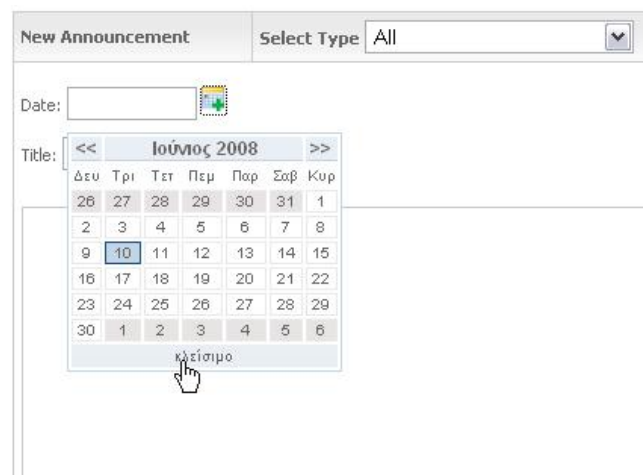 New Announcement Select Type All
Date:
Title:
<< Ιούνιος 2008 >>
Δευ Τρι Τετ Πεμ Παρ Σαβ Κυρ
26 27 28 29 30 31 1
2 3 4 5 6 7 8
9 10 11 12 13 14 15
16 17 18 19 20 21 22
23 24 25 26 27 28 29
30 1 2 3 4 5 6
κλείσιμο